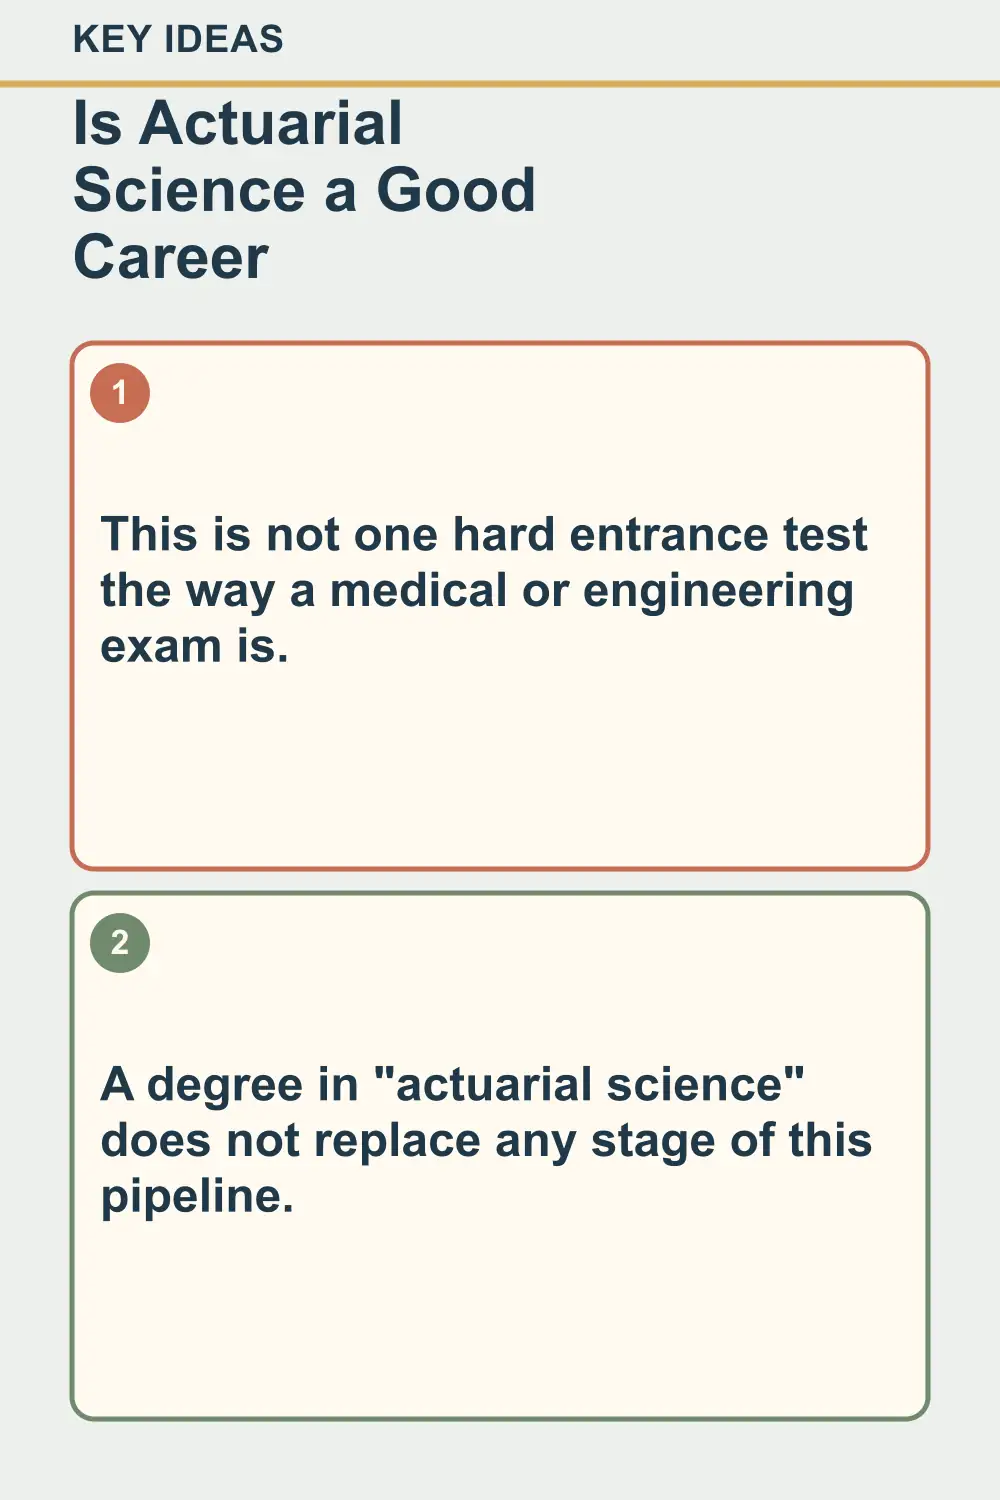 KEY IDEAS
Is Actuarial
Science a Good
Career
1
This is not one hard entrance test
the way a medical or engineering
exam is.
2
A degree in "actuarial science"
does not replace any stage of this
pipeline.